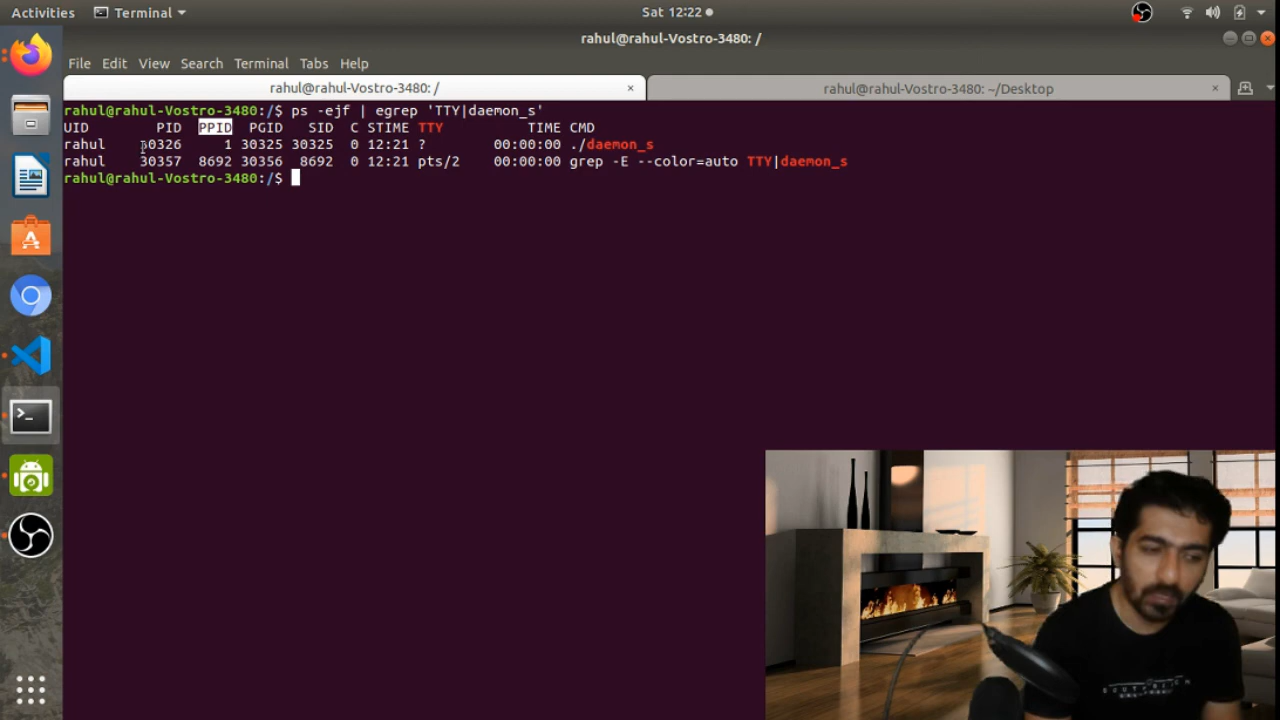 Activities Terminal Sat 12:22
rahul@rahul-Vostro-3480: /
File Edit View Search Terminal Tabs Help
rahul@rahul-Vostro-3480: / × rahul@rahul-Vostro-3480: ~/Desktop ×
rahul@rahul-Vostro-3480:/$ ps -ejf | egrep 'TTY|daemon_s'
UID PID PPID PGID SID C STIME TTY TIME CMD
rahul 30326 1 30325 30325 0 12:21 ? 00:00:00 ./daemon_s
rahul 30357 8692 30356 8692 0 12:21 pts/2 00:00:00 grep -E --color=auto TTY|daemon_s
rahul@rahul-Vostro-3480:/$